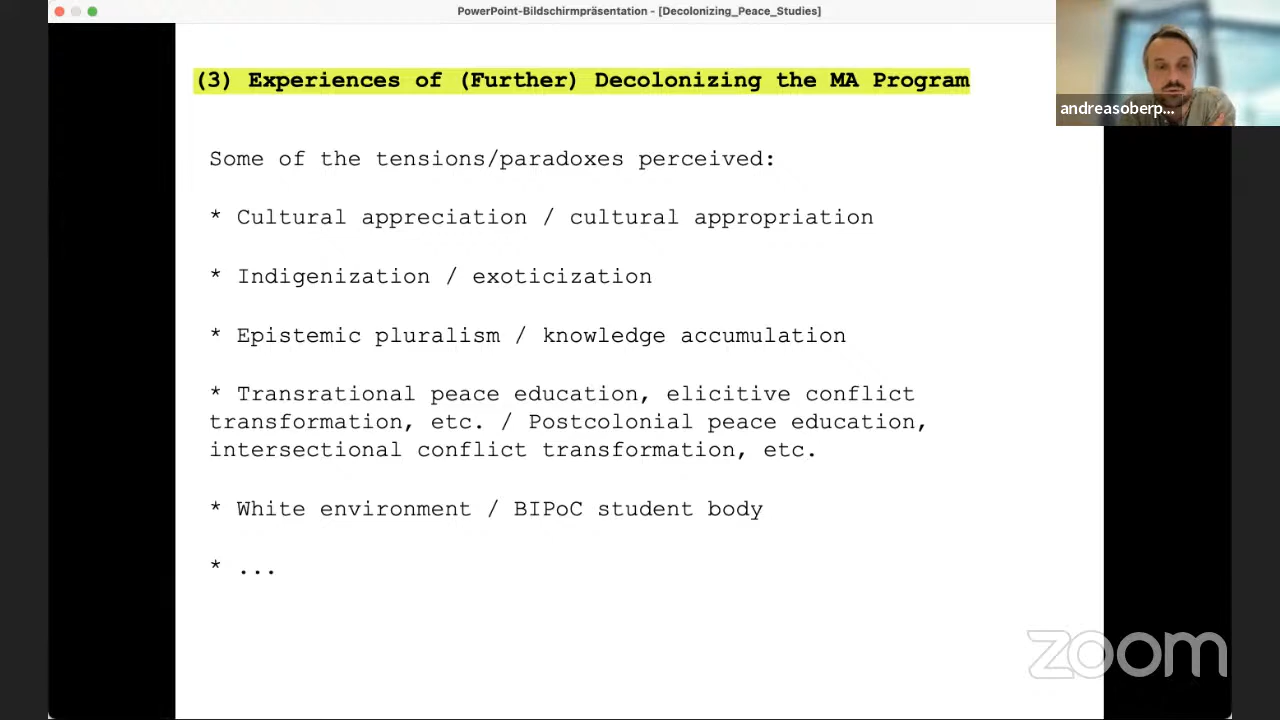 PowerPoint-Bildschirmpräsentation - [Decolonizing_Peace_Studies]
(3) Experiences of (Further) Decolonizing the MA Program
andreasoberp...
Some of the tensions/paradoxes perceived:
* Cultural appreciation / cultural appropriation
* Indigenization / exoticization
* Epistemic pluralism / knowledge accumulation
* Transrational peace education, elicitive conflict
transformation, etc. / Postcolonial peace education,
intersectional conflict transformation, etc.
* White environment / BIPoC student body
* ...
zoom